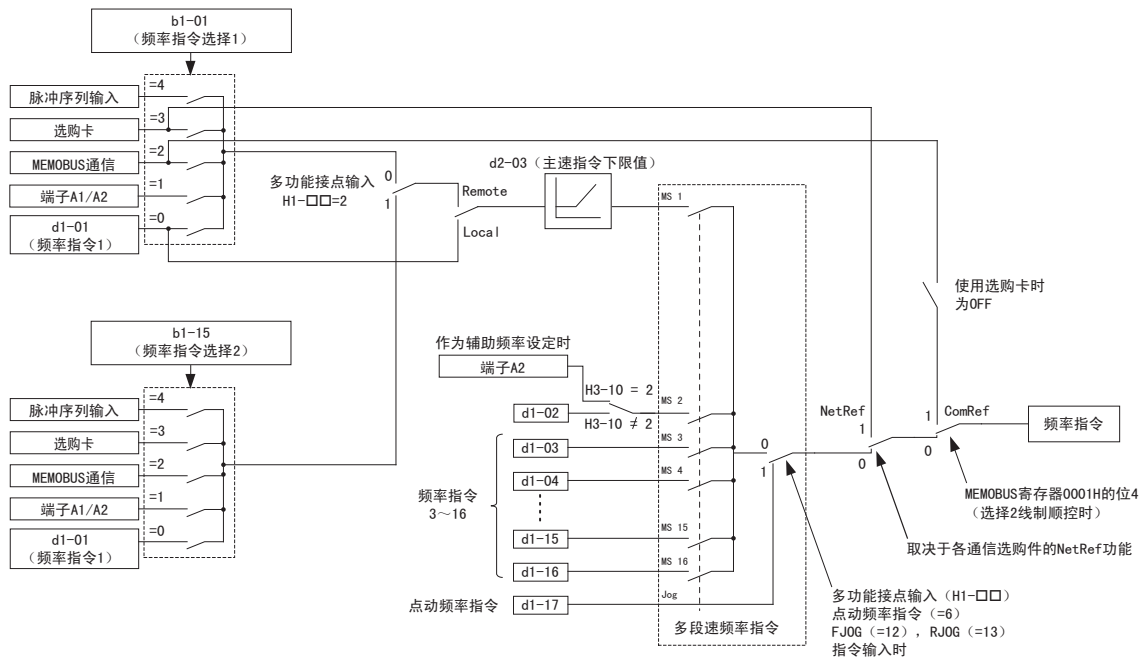 b1-01
（频率指令选择1）
脉冲序列输入
=4
选购卡
=3
MEMOBUS通信
=2
端子A1/A2
=1
d1-01
（频率指令1）
=0
多功能接点输入
H1-□□=2
0
1
Remote
Local
d2-03（主速指令下限值）
MS 1
b1-15
（频率指令选择2）
脉冲序列输入
=4
选购卡
=3
MEMOBUS通信
=2
端子A1/A2
=1
d1-01
（频率指令1）
=0
作为辅助频率设定时
端子A2
H3-10 = 2
d1-02
H3-10 ≠ 2
MS 2
d1-03
MS 3
d1-04
MS 4
频率指令
3～16
d1-15
MS 15
d1-16
MS 16
点动频率指令
d1-17
Jog
多段速频率指令
0
1
NetRef
1
0
使用选购卡时
为OFF
1
ComRef
0
频率指令
MEMOBUS寄存器0001H的位4
（选择2线制顺控时）
取决于各通信选购件的NetRef功能
多功能接点输入（H1-□□）
点动频率指令（=6）
FJOG（=12），RJOG（=13）
指令输入时